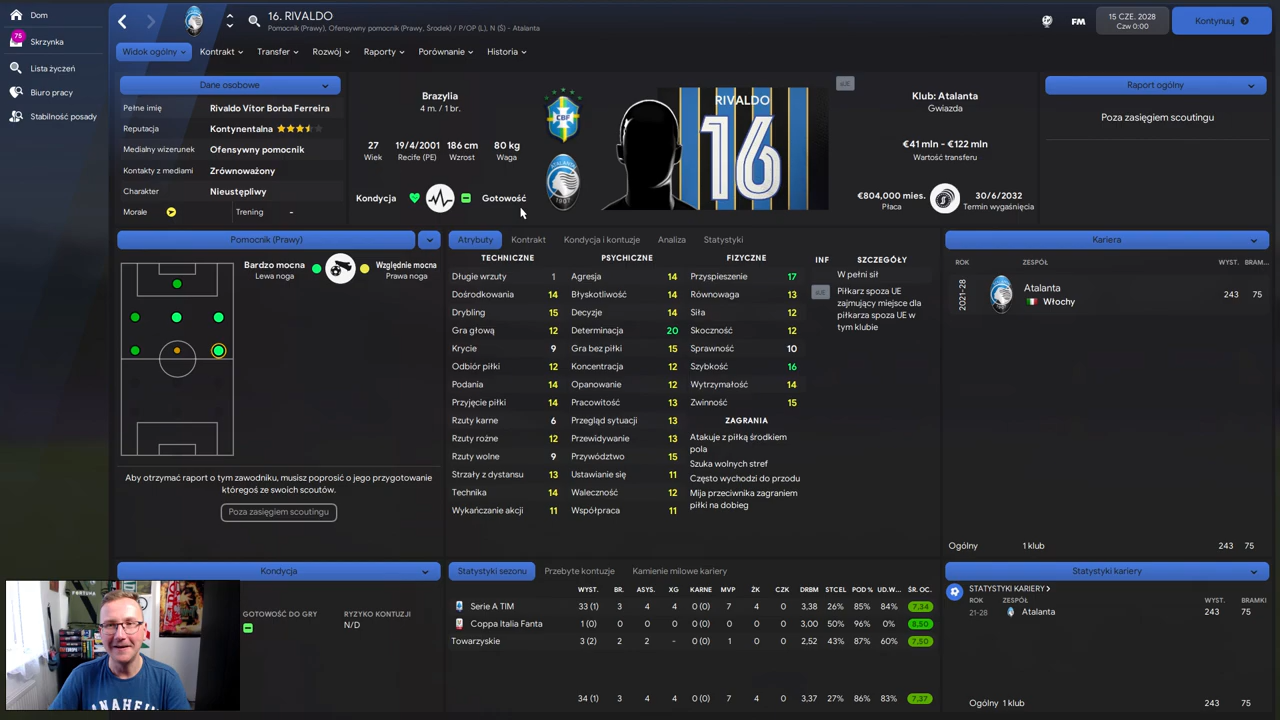 Dom
75
Skrzynka
Lista życzeń
Biuro pracy
Stabilność posady
16. RIVALDO
Pomocnik (Prawy), Ofensywny pomocnik (Prawy, Środek) / P/OP (L), N (Ś) - Atalanta
FM
15 CZE. 2028
Czw 0:00
Kontynuuj
Widok ogólny
Kontrakt
Transfer
Rozwój
Raporty
Porównanie
Historia
Dane osobowe
Pełne imię Rivaldo Vítor Borba Ferreira
Reputacja Kontynentalna
Medialny wizerunek Ofensywny pomocnik
Kontakty z mediami Zrównoważony
Charakter Nieustępliwy
Morale Trening -
Brazylia
4 m. / 1 br.
27 19/4/2001 186 cm 80 kg
Wiek Recife (PE) Wzrost Waga
Kondycja Gotowość
CBF
ATALANTA
1907
RIVALDO
16
Klub: Atalanta
Gwiazda
€41 mln - €122 mln
Wartość transferu
€804,000 mies.
Płaca
30/6/2032
Termin wygaśnięcia
Raport ogólny
Poza zasięgiem scoutingu
Pomocnik (Prawy)
Bardzo mocna
Lewa noga
Względnie mocna
Prawa noga
Aby otrzymać raport o tym zawodniku, musisz poprosić o jego przygotowanie
któregoś ze swoich scoutów.
Poza zasięgiem scoutingu
Atrybuty Kontrakt Kondycja i kontuzje Analiza Statystyki
TECHNICZNE
Długie wrzuty 1
Dośrodkowania 14
Drybling 15
Gra głową 12
Krycie 9
Odbiór piłki 12
Podania 14
Przyjęcie piłki 14
Rzuty karne 6
Rzuty rożne 12
Rzuty wolne 9
Strzały z dystansu 13
Technika 14
Wykańczanie akcji 11
PSYCHICZNE
Agresja 14
Błyskotliwość 14
Decyzje 14
Determinacja 20
Gra bez piłki 15
Koncentracja 12
Opanowanie 12
Pracowitość 13
Przegląd sytuacji 13
Przewidywanie 13
Przywództwo 15
Ustawianie się 11
Waleczność 12
Współpraca 11
FIZYCZNE
Przyspieszenie 17
Równowaga 13
Siła 12
Skoczność 12
Sprawność 10
Szybkość 16
Wytrzymałość 14
Zwinność 15
ZAGRANIA
Atakuje z piłką środkiem
pola
Szuka wolnych stref
Często wychodzi do przodu
Mija przeciwnika zagraniem
piłki na dobieg
INF SZCZEGÓŁY
W pełni sił
Piłkarz spoza UE
zajmujący miejsce dla
piłkarza spoza UE w
tym klubie
Kariera
ROK ZESPÓŁ WYST. BRAM...
2021-28
Atalanta
Włochy
243 75
Ogólny 1 klub 243 75
Kondycja
GOTOWOŚĆ DO GRY
RYZYKO KONTUZJI
N/D
Statystyki sezonu Przebyte kontuzje Kamienie milowe kariery
WYST. BR. ASYS. XG KARNE MVP ŻK CZK DRBM STCEL POD % UD.W... ŚR. OC.
Serie A TIM 33 (1) 3 4 4 0 (0) 7 4 0 3,38 26% 85% 84% 7,34
Coppa Italia Fanta 1 (0) 0 0 0 0 (0) 0 0 0 3,00 50% 96% 0% 8,50
Towarzyskie 3 (2) 2 2 - 0 (0) 1 0 0 2,52 43% 87% 60% 7,50
34 (1) 3 4 4 0 (0) 7 4 0 3,37 27% 86% 83% 7,37
Statystyki kariery
STATYSTYKI KARIERY
ROK ZESPÓŁ WYST. BRAMKI
21-28 Atalanta 243 75
Ogólny 1 klub 243 75